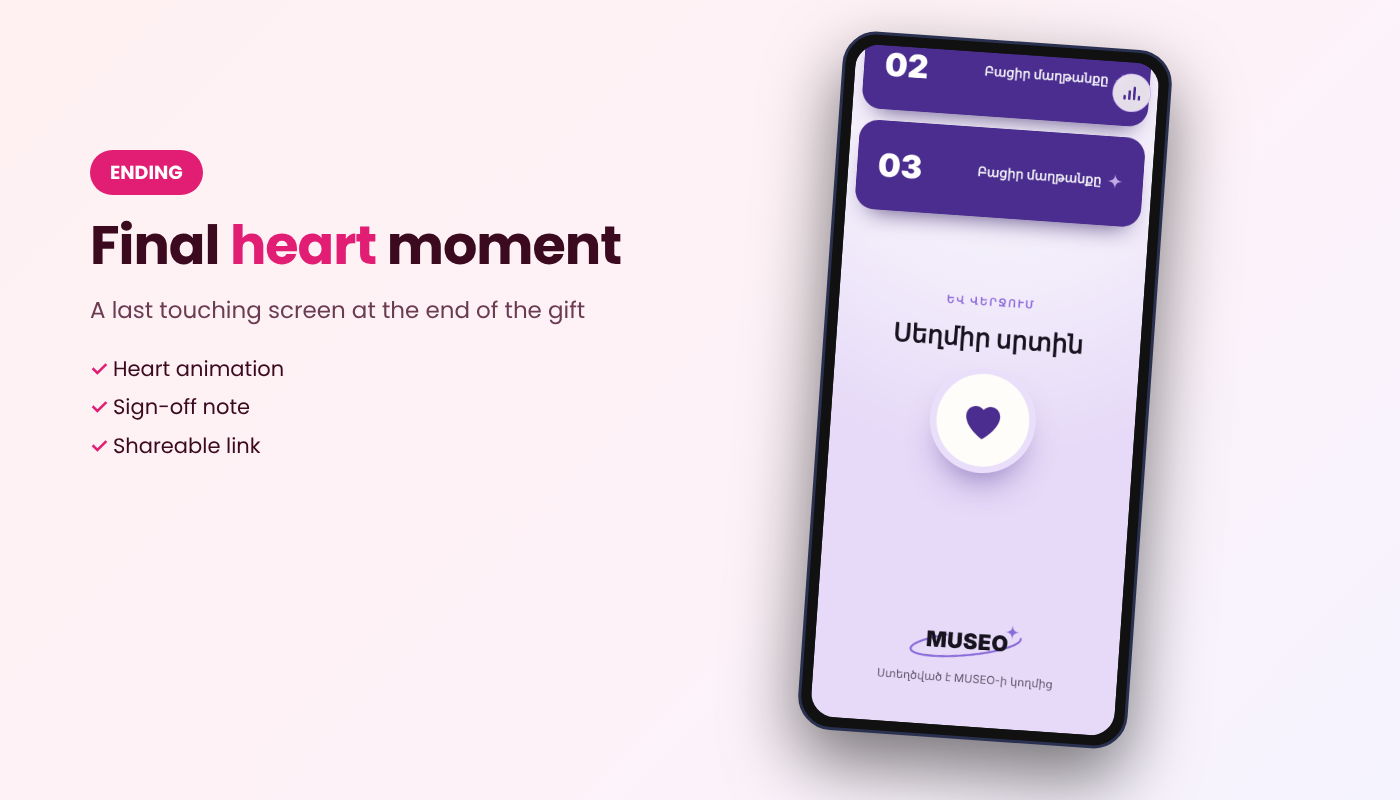 ENDING
Final heart moment
A last touching screen at the end of the gift
Heart animation
Sign-off note
Shareable link
02
Բացիր մաղթանքը
03
Բացիր մաղթանքը
ԵՎ ՎԵՐՋՈՒՄ
Սեղմիր սրտին
MUSEO
Ստեղծված է MUSEO-ի կողմից